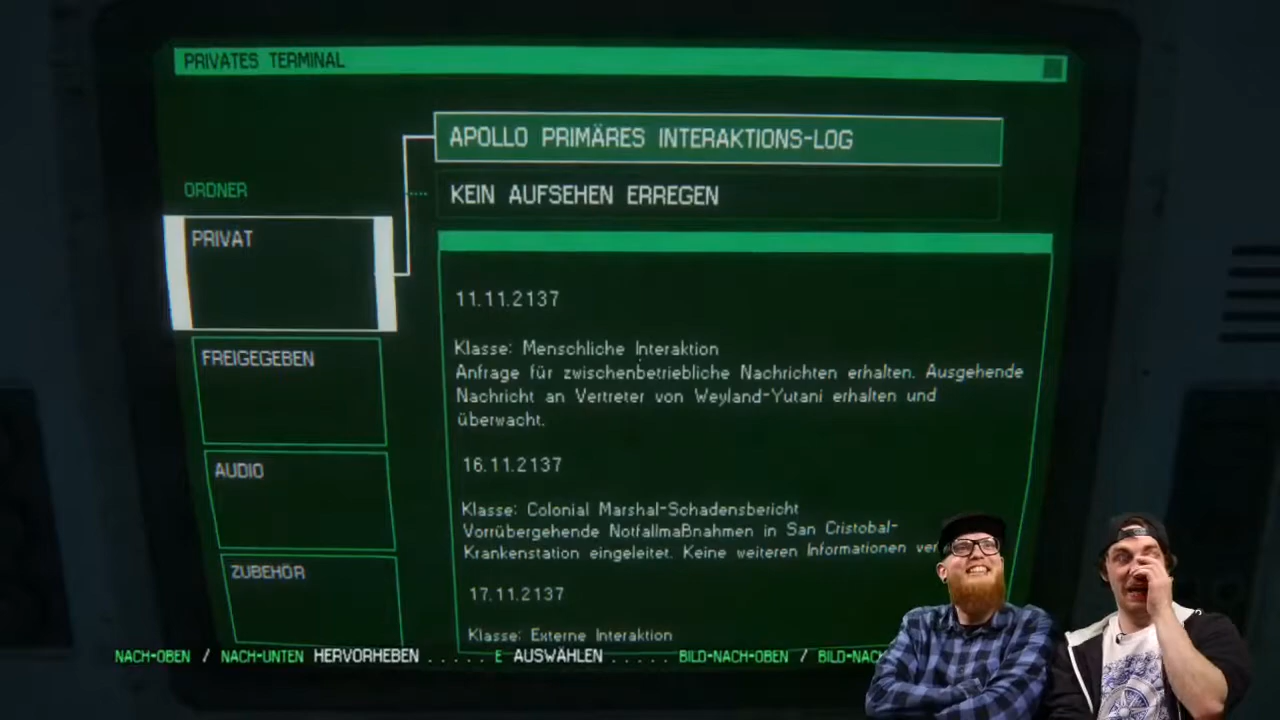 PRIVATES TERMINAL
APOLLO PRIMÄRES INTERAKTIONS-LOG
ORDNER
KEIN AUFSEHEN ERREGEN
PRIVAT
11.11.2137
Klasse: Menschliche Interaktion
FREIGEGEBEN
Anfrage für zwischenbetriebliche Nachrichten erhalten. Ausgehende
Nachricht an Vertreter von Weyland-Yutani erhalten und
überwacht.
AUDIO
16.11.2137
Klasse: Colonial Marshal-Schadensbericht
Vorrübergehende Notfallmaßnahmen in San Cristobal-
Krankenstation eingeleitet. Keine weiteren Informationen ver
ZUBEHÖR
17.11.2137
Klasse: Externe Interaktion
NACH-OBEN / NACH-UNTEN HERVORHEBEN ..... E AUSWÄHLEN ..... BILD-NACH-OBEN / BILD-NACH